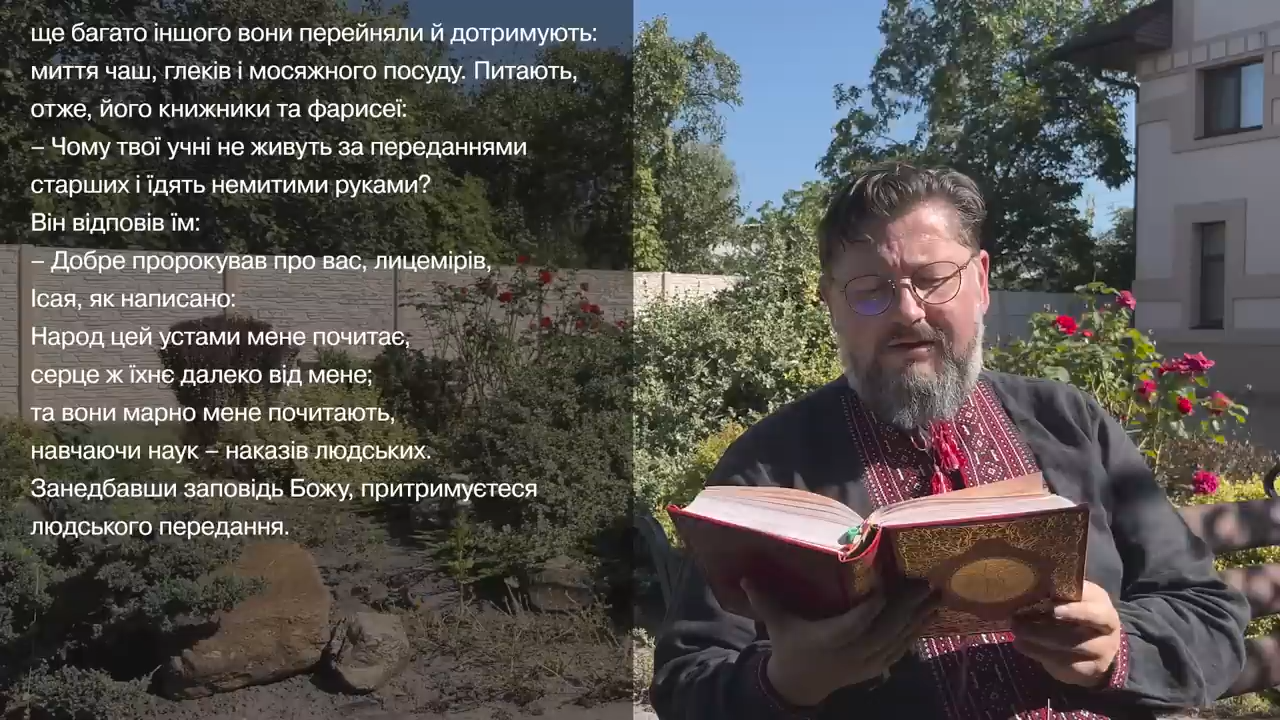 ще багато іншого вони перейняли й дотримують:
миття чаш, глеків і мосяжного посуду. Питають,
отже, його книжники та фарисеї:
– Чому твої учні не живуть за переданнями
старших і їдять немитими руками?
Він відповів їм:
– Добре пророкував про вас, лицемірів,
Ісая, як написано:
Народ цей устами мене почитає,
серце ж їхнє далеко від мене;
та вони марно мене почитають,
навчаючи наук – наказів людських.
Занедбавши заповідь Божу, притримуєтеся
людського передання.